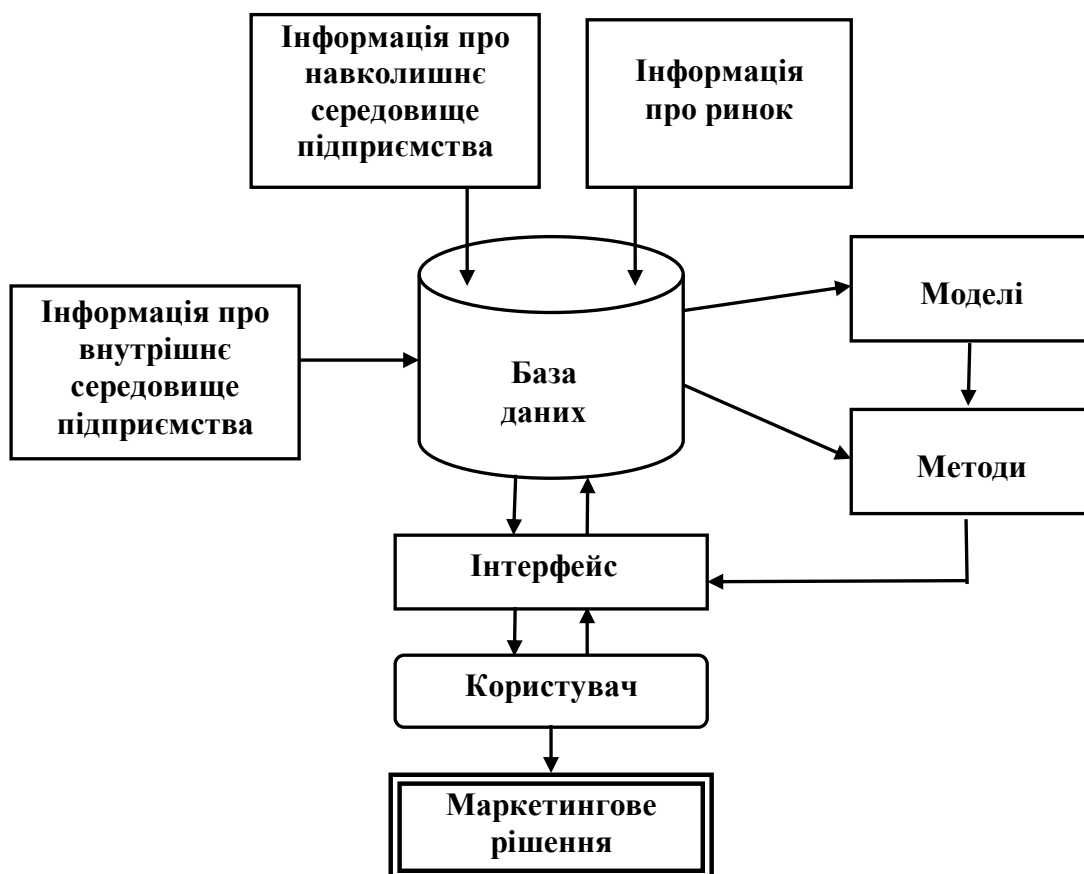 Інформація про
навколишнє
середовище
підприємства
Інформація
про ринок
Інформація про
внутрішнє
середовище
підприємства
База
даних
Моделі
Методи
Інтерфейс
Користувач
Маркетингове
рішення